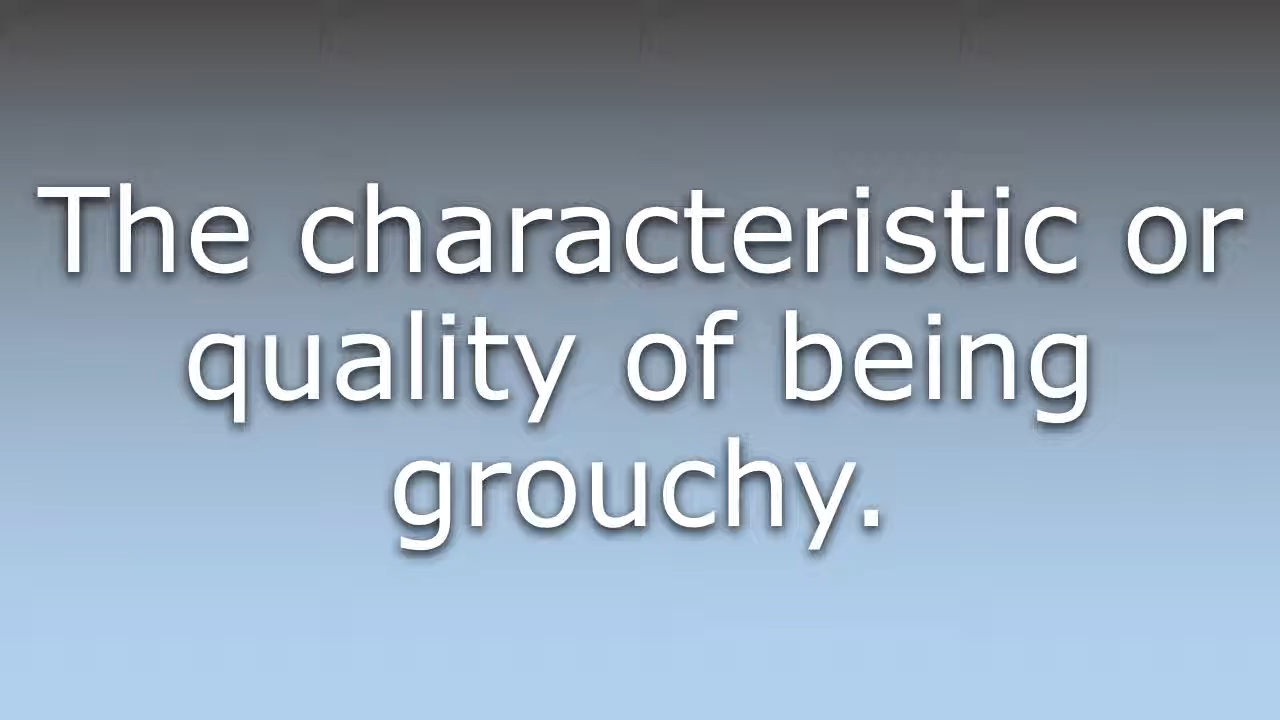 The characteristic or
quality of being
grouchy.